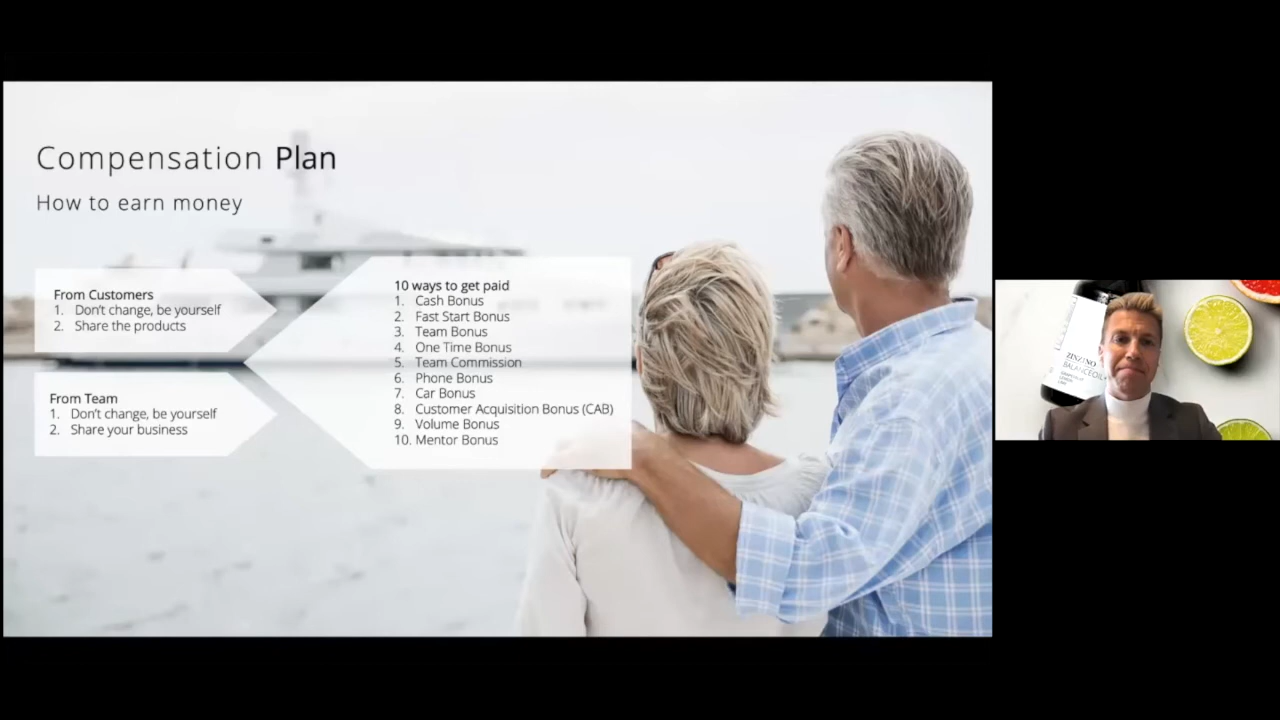 Compensation Plan
How to earn money
From Customers
1. Don't change, be yourself
2. Share the products
From Team
1. Don't change, be yourself
2. Share your business
10 ways to get paid
1. Cash Bonus
2. Fast Start Bonus
3. Team Bonus
4. One Time Bonus
5. Team Commission
6. Phone Bonus
7. Car Bonus
8. Customer Acquisition Bonus (CAB)
9. Volume Bonus
10. Mentor Bonus
ZINZINO
BALANCEOIL+